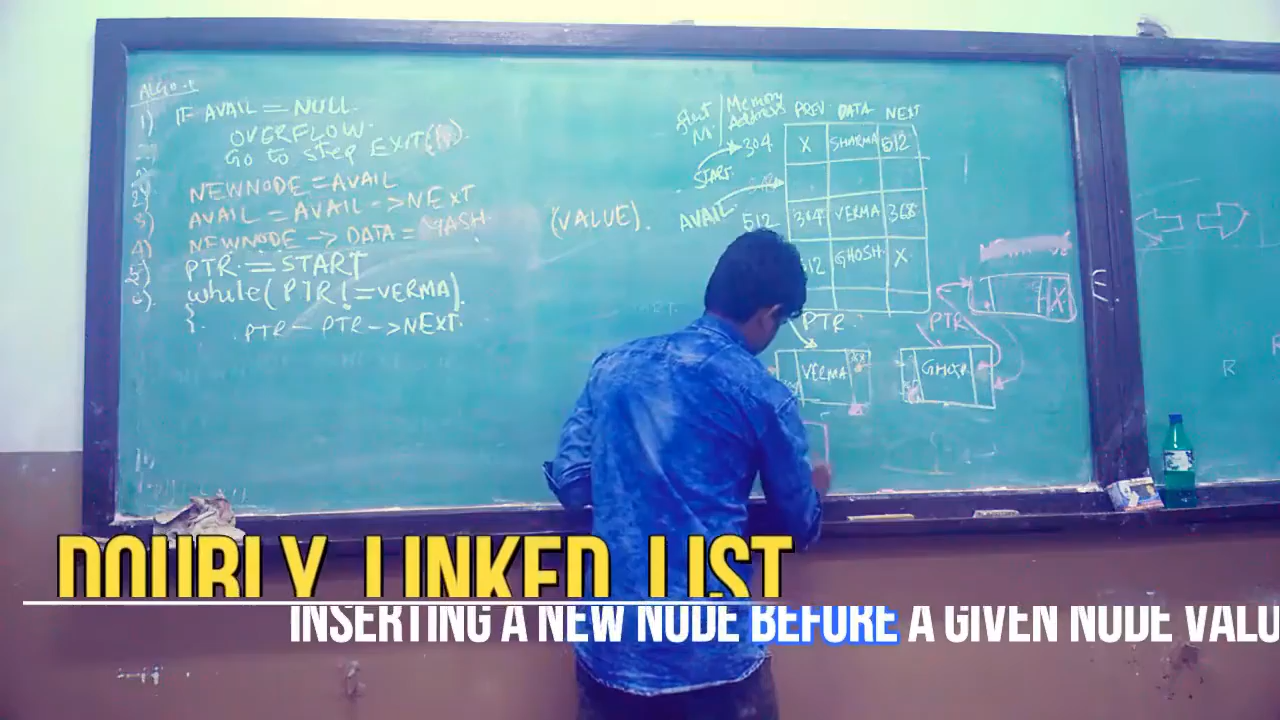 ALGO
1) IF AVAIL = NULL.
OVERFLOW.
Go to step EXIT
2) NEWNODE = AVAIL
3) AVAIL = AVAIL -> NEXT
4) NEWNODE -> DATA = YASH (VALUE).
5) PTR = START
6) while( PTR != VERMA).
{
PTR = PTR -> NEXT.
}
Memory Address PREV DATA NEXT
304 X SHARMA 512
START
AVAIL
512 304 VERMA 368
512 GHOSH X
PTR
PTR
X
VERMA
R
DOUBLY LINKED LIST
INSERTING A NEW NODE BEFORE A GIVEN NODE VALU